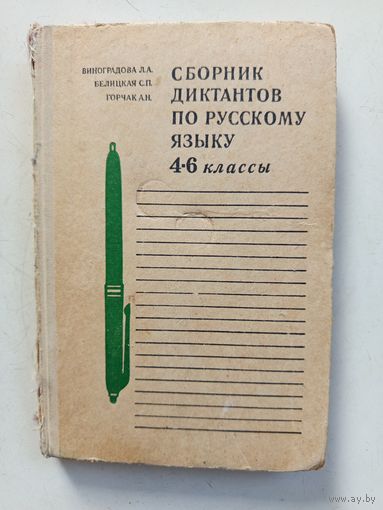 ВИНОГРАДОВА Л.А.
БЕЛИЦКАЯ С.П.
ГОРЧАК А.Н.
СБОРНИК
ДИКТАНТОВ
ПО РУССКОМУ
ЯЗЫКУ
4-6 классы
www.ay.by